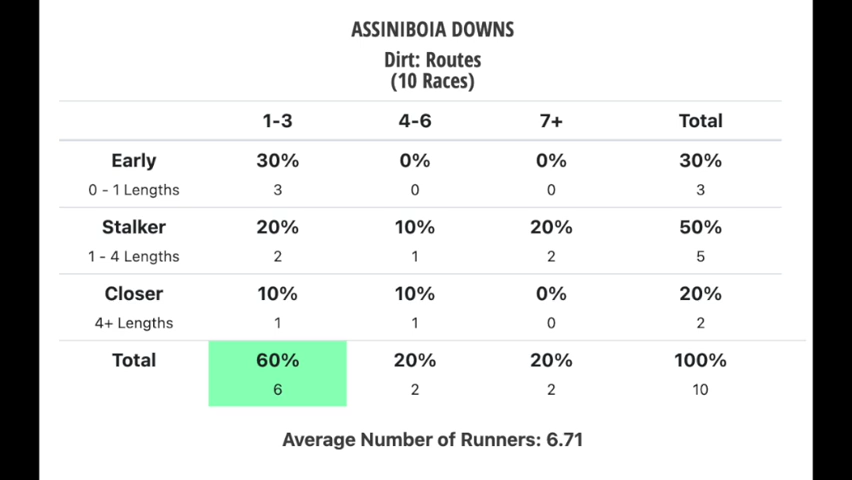 ASSINIBOIA DOWNS
Dirt: Routes
(10 Races)
1-3 4-6 7+ Total
Early 30% 0% 0% 30%
0 - 1 Lengths 3 0 0 3
Stalker 20% 10% 20% 50%
1 - 4 Lengths 2 1 2 5
Closer 10% 10% 0% 20%
4+ Lengths 1 1 0 2
Total 60% 20% 20% 100%
6 2 2 10
Average Number of Runners: 6.71